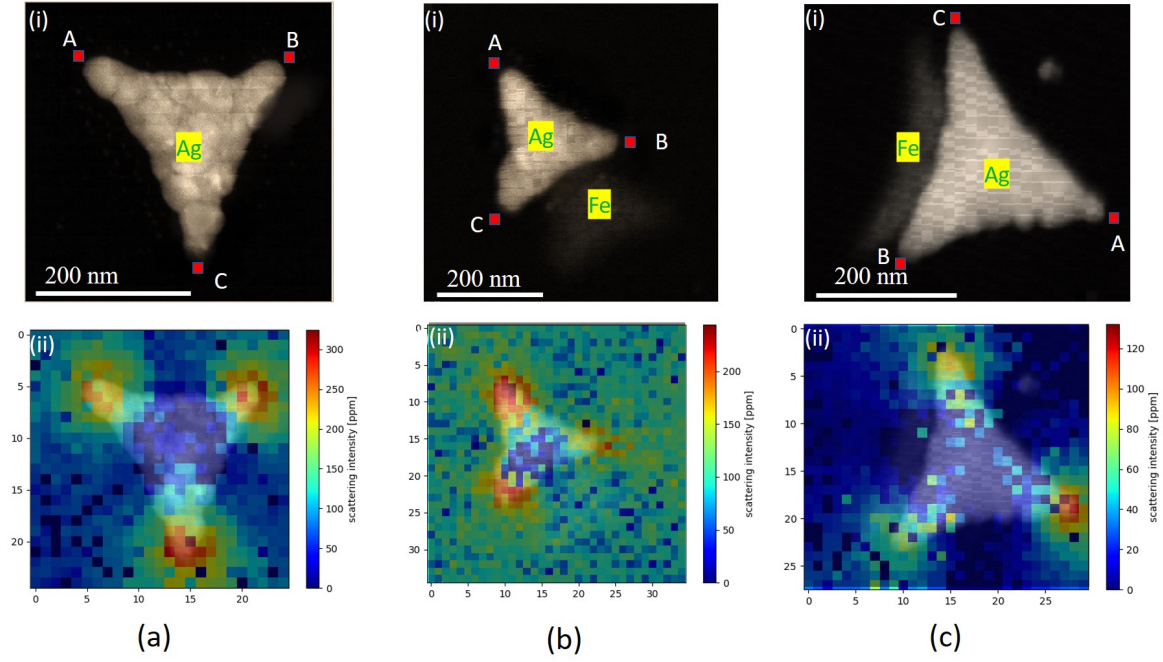 (i)
A
B
Ag
C
200 nm
(i)
A
B
Ag
Fe
C
200 nm
(i)
C
Fe
Ag
A
B
200 nm
(ii)
0
5
10
15
20
0 5 10 15 20
300
250
200
150
100
50
0
scattering intensity [ppm]
(ii)
0
5
10
15
20
25
30
0 5 10 15 20 25 30
200
150
100
50
0
scattering intensity [ppm]
(ii)
0
5
10
15
20
25
0 5 10 15 20 25
120
100
80
60
40
20
0
scattering intensity [ppm]
(a) (b) (c)